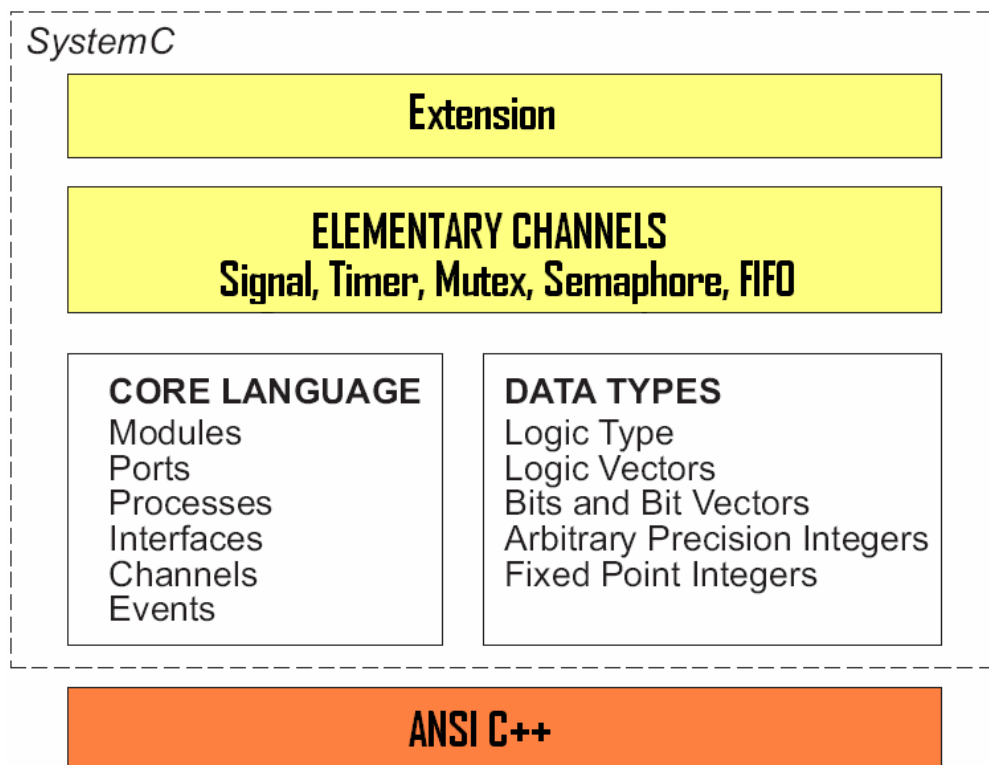 SystemC
Extension
ELEMENTARY CHANNELS
Signal, Timer, Mutex, Semaphore, FIFO
CORE LANGUAGE
Modules
Ports
Processes
Interfaces
Channels
Events
DATA TYPES
Logic Type
Logic Vectors
Bits and Bit Vectors
Arbitrary Precision Integers
Fixed Point Integers
ANSI C++